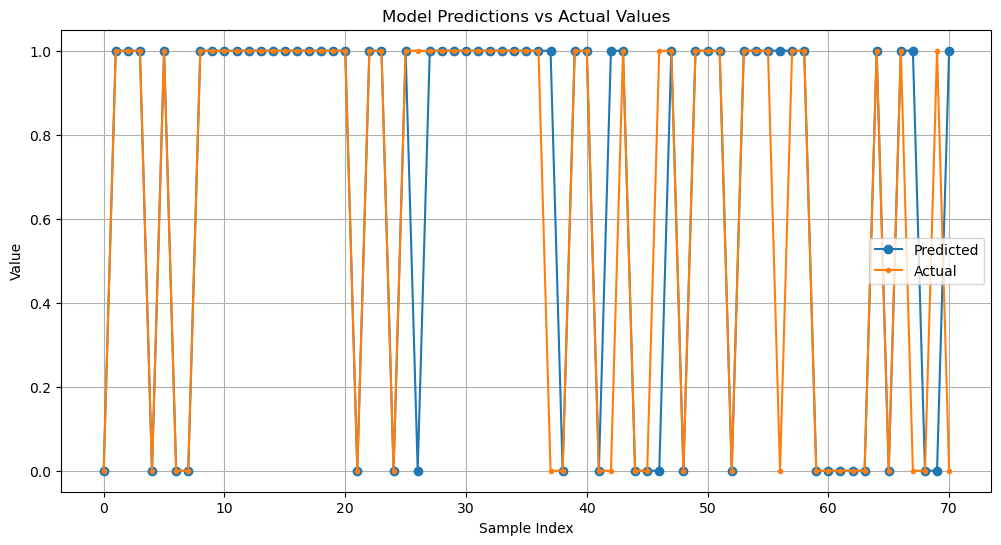 Model Predictions vs Actual Values
Value
1.0
0.8
0.6
0.4
0.2
0.0
Predicted
Actual
0 10 20 30 40 50 60 70
Sample Index